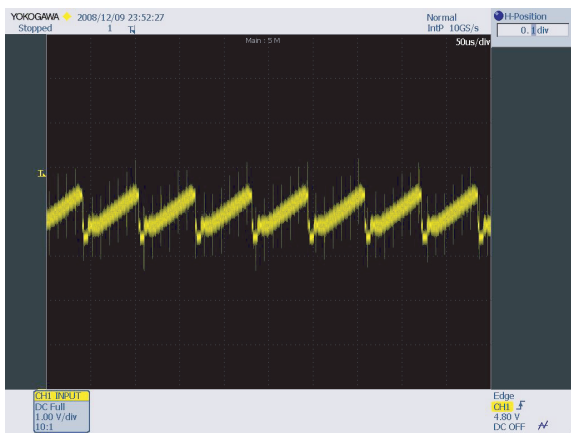 YOKOGAWA 2008/12/09 23:52:27
Stopped 1
Normal
IntP 10GS/s
H-Position
0.1div
Main : 5 M
50us/div
CH1 INPUT
DC Full
1.00 V/div
10:1
Edge
CH1
4.80 V
DC OFF